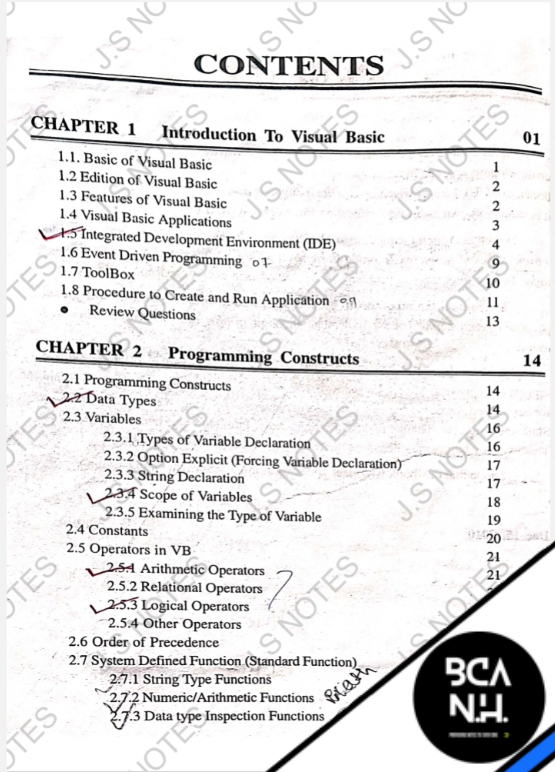 CONTENTS
CHAPTER 1 Introduction To Visual Basic 01
1.1. Basic of Visual Basic 1
1.2 Edition of Visual Basic 2
1.3 Features of Visual Basic 2
1.4 Visual Basic Applications 3
1.5 Integrated Development Environment (IDE) 4
1.6 Event Driven Programming 07 9
1.7 ToolBox 10
1.8 Procedure to Create and Run Application 09 11
• Review Questions 13
CHAPTER 2 Programming Constructs 14
2.1 Programming Constructs 14
2.2 Data Types 14
2.3 Variables 16
2.3.1 Types of Variable Declaration 16
2.3.2 Option Explicit (Forcing Variable Declaration) 17
2.3.3 String Declaration 17
2.3.4 Scope of Variables 18
2.3.5 Examining the Type of Variable 19
2.4 Constants 20
2.5 Operators in VB 21
2.5.1 Arithmetic Operators 21
2.5.2 Relational Operators
2.5.3 Logical Operators
2.5.4 Other Operators
2.6 Order of Precedence
2.7 System Defined Function (Standard Function)
2.7.1 String Type Functions
2.7.2 Numeric/Arithmetic Functions
2.7.3 Data type Inspection Functions
BCA
N.H.
J.S NOTES